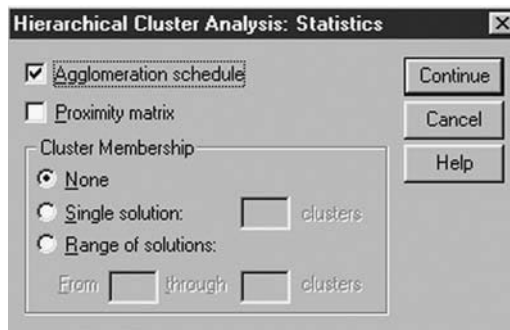 Hierarchical Cluster Analysis: Statistics
Agglomeration schedule
Continue
Proximity matrix
Cancel
Cluster Membership
Help
None
Single solution: clusters
Range of solutions:
From through clusters